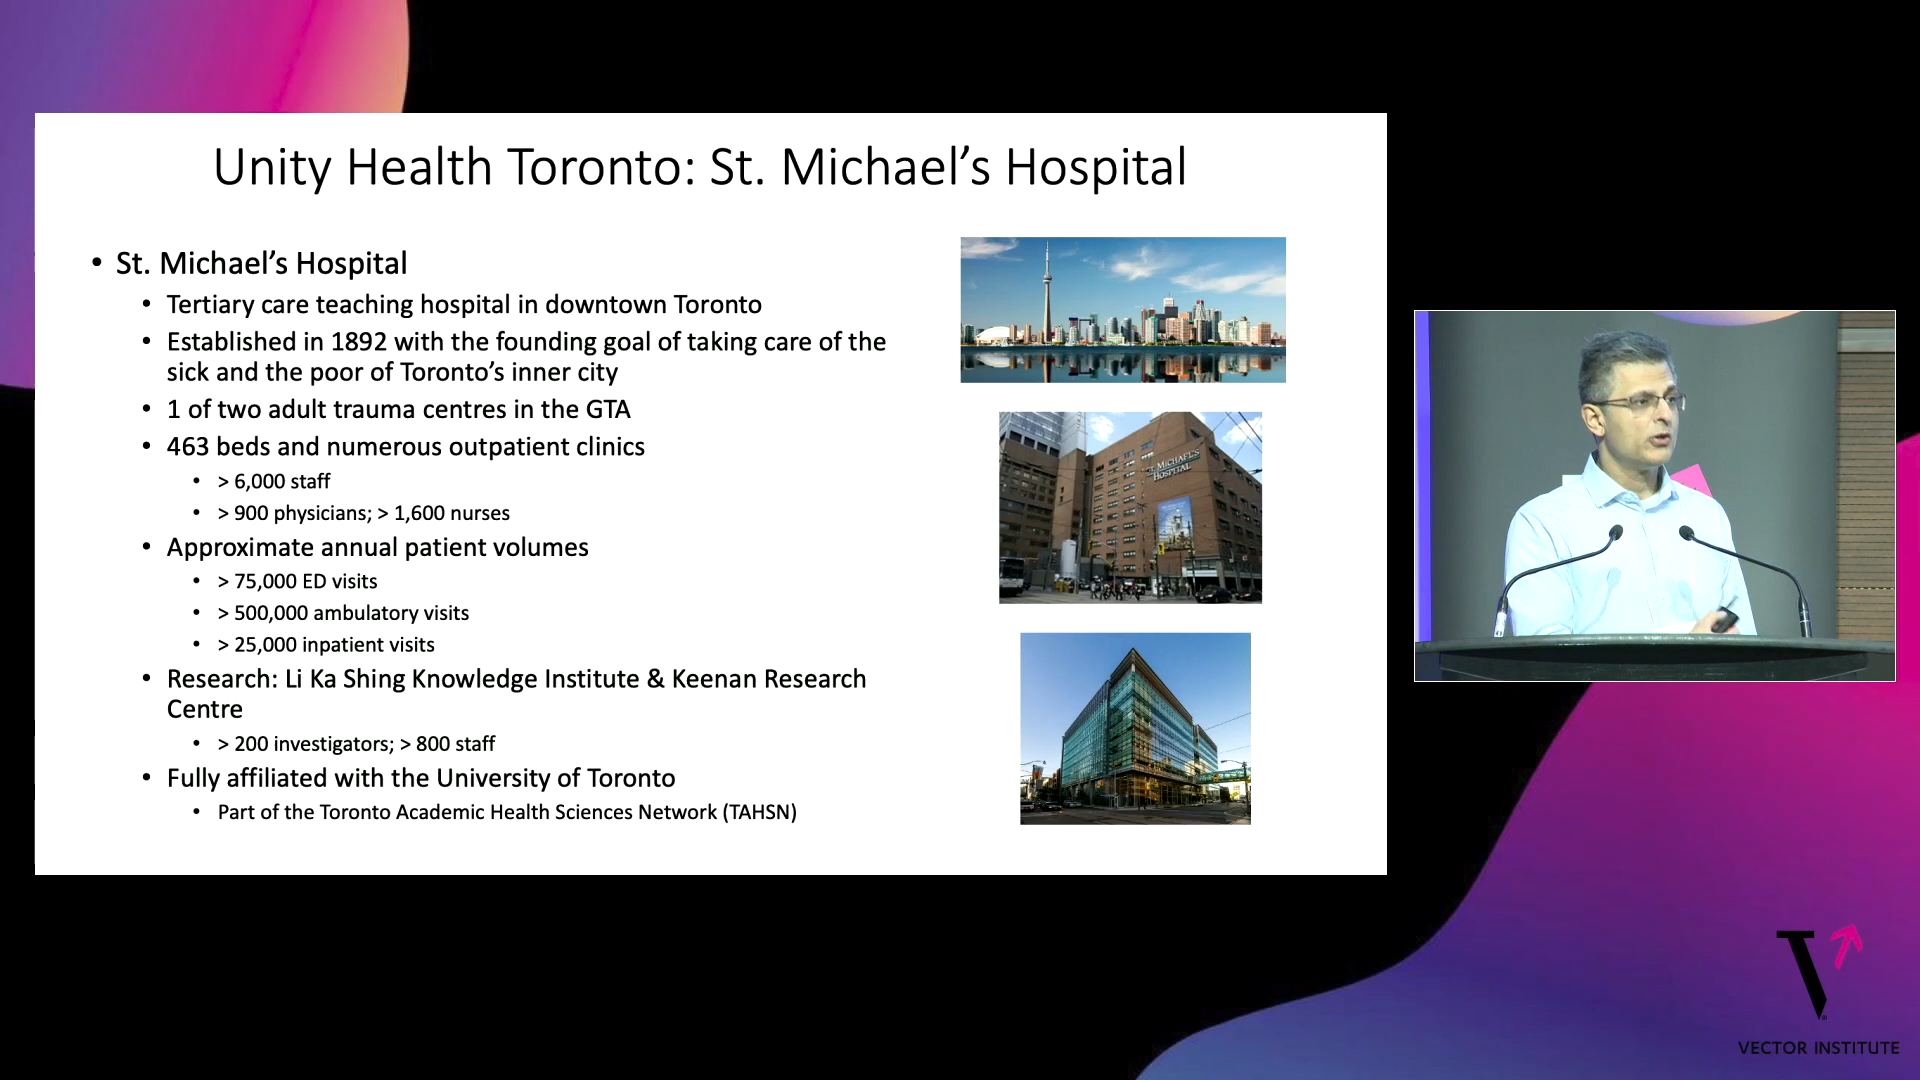 Unity Health Toronto: St. Michael’s Hospital
• St. Michael’s Hospital
• Tertiary care teaching hospital in downtown Toronto
• Established in 1892 with the founding goal of taking care of the
sick and the poor of Toronto’s inner city
• 1 of two adult trauma centres in the GTA
• 463 beds and numerous outpatient clinics
• > 6,000 staff
• > 900 physicians; > 1,600 nurses
• Approximate annual patient volumes
• > 75,000 ED visits
• > 500,000 ambulatory visits
• > 25,000 inpatient visits
• Research: Li Ka Shing Knowledge Institute & Keenan Research
Centre
• > 200 investigators; > 800 staff
• Fully affiliated with the University of Toronto
• Part of the Toronto Academic Health Sciences Network (TAHSN)
ST. MICHAEL'S
HOSPITAL
VECTOR INSTITUTE